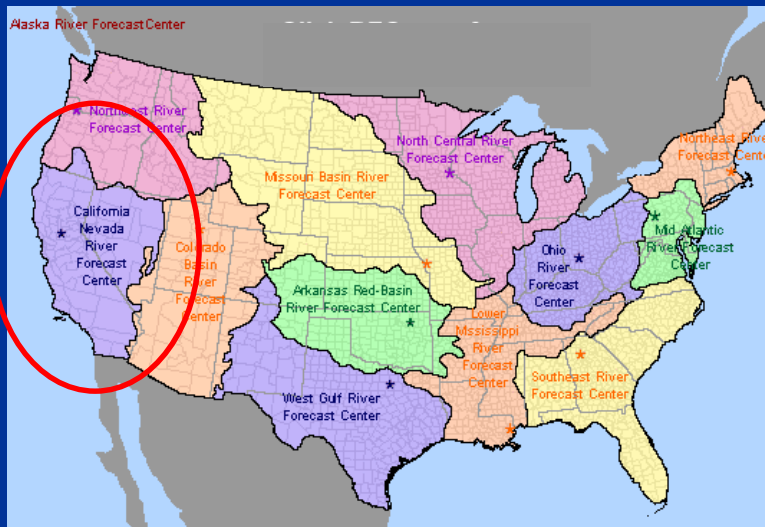 Alaska River ForecastCenter
Northeast River
Forecast Center
North Central River
Forecast Center
Northeast River
Forecast Center
Missouri Basin River
Forecast Center
California
Nevada
River
Forecast
Center
Colorado
Basin
River
Forecast
Center
Ohio
River
Forecast
Center
Mid-Atlantic
River Forecast
Center
Arkansas Red-Basin
River Forecast Center
Lower
Mississippi
River
Forecast
Center
Southeast River
Forecast Center
West Gulf River
Forecast Center